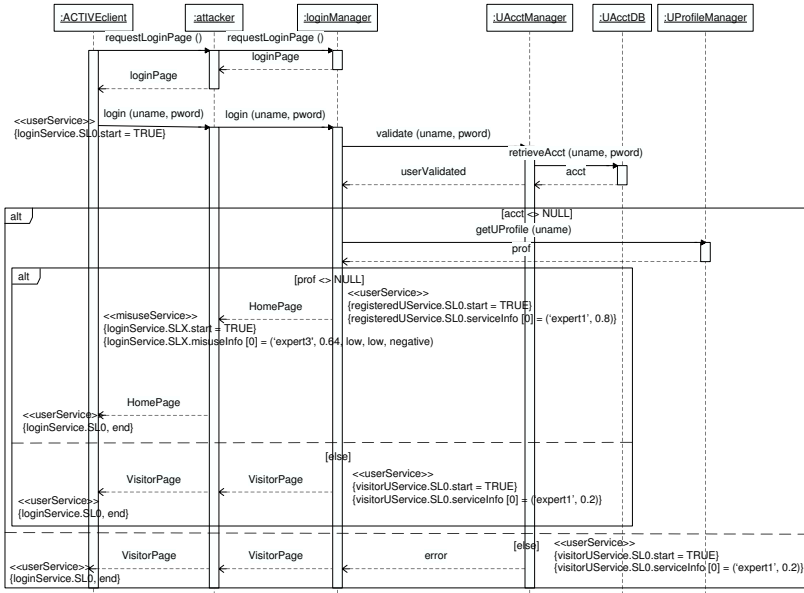 :ACTIVEclient
:attacker
:loginManager
:UAcctManager
:UAcctDB
:UProfileManager
requestLoginPage ()
requestLoginPage ()
loginPage
loginPage
login (uname, pword)
login (uname, pword)
<<userService>>
{loginService.SL0.start = TRUE}
validate (uname, pword)
retrieveAcct (uname, pword)
userValidated
acct
alt
[acct <> NULL]
getUProfile (uname)
prof
alt
[prof <> NULL]
<<userService>>
{registeredUService.SL0.start = TRUE}
{registeredUService.SL0.serviceInfo [0] = (‘expert1’, 0.8)}
HomePage
<<misuseService>>
{loginService.SLX.start = TRUE}
{loginService.SLX.misuseInfo [0] = (‘expert3’, 0.64, low, low, negative)
HomePage
<<userService>>
{loginService.SL0, end}
[else]
<<userService>>
{visitorUService.SL0.start = TRUE}
{visitorUService.SL0.serviceInfo [0] = (‘expert1’, 0.2)}
VisitorPage
VisitorPage
<<userService>>
{loginService.SL0, end}
[else]
<<userService>>
{visitorUService.SL0.start = TRUE}
{visitorUService.SL0.serviceInfo [0] = (‘expert1’, 0.2)}
VisitorPage
VisitorPage
error
<<userService>>
{loginService.SL0, end}